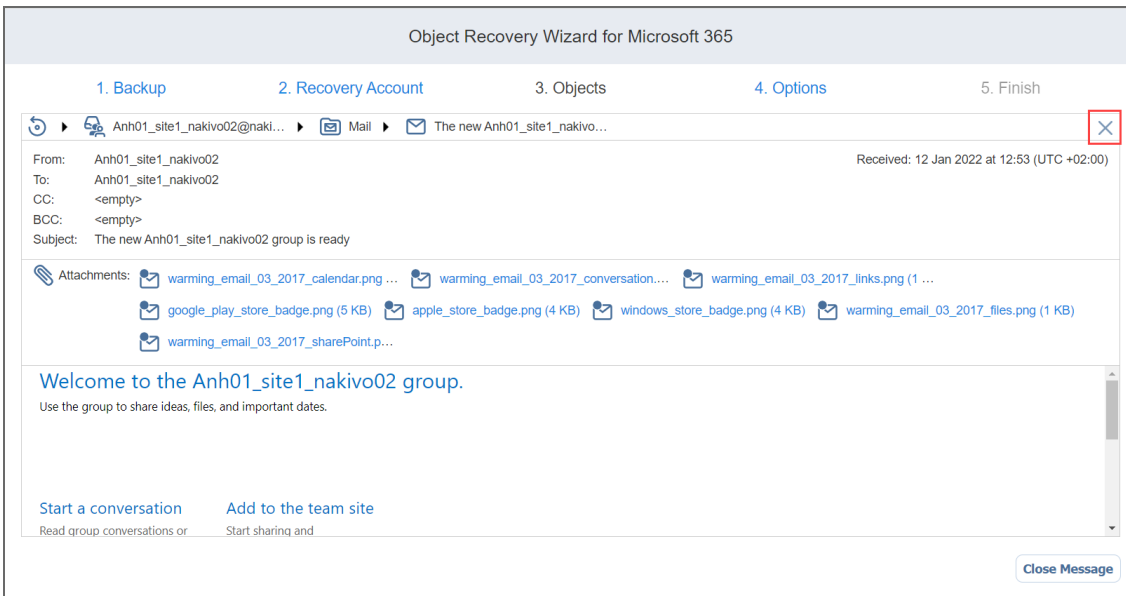 Object Recovery Wizard for Microsoft 365
1. Backup 2. Recovery Account 3. Objects 4. Options 5. Finish
Anh01_site1_nakivo02@naki... Mail The new Anh01_site1_nakivo...
From: Anh01_site1_nakivo02 Received: 12 Jan 2022 at 12:53 (UTC +02:00)
To: Anh01_site1_nakivo02
CC: <empty>
BCC: <empty>
Subject: The new Anh01_site1_nakivo02 group is ready
Attachments: warming_email_03_2017_calendar.png ... warming_email_03_2017_conversation.... warming_email_03_2017_links.png (1 ...
google_play_store_badge.png (5 KB) apple_store_badge.png (4 KB) windows_store_badge.png (4 KB) warming_email_03_2017_files.png (1 KB)
warming_email_03_2017_sharePoint.p...
Welcome to the Anh01_site1_nakivo02 group.
Use the group to share ideas, files, and important dates.
Start a conversation Add to the team site
Read group conversations or Start sharing and
Close Message